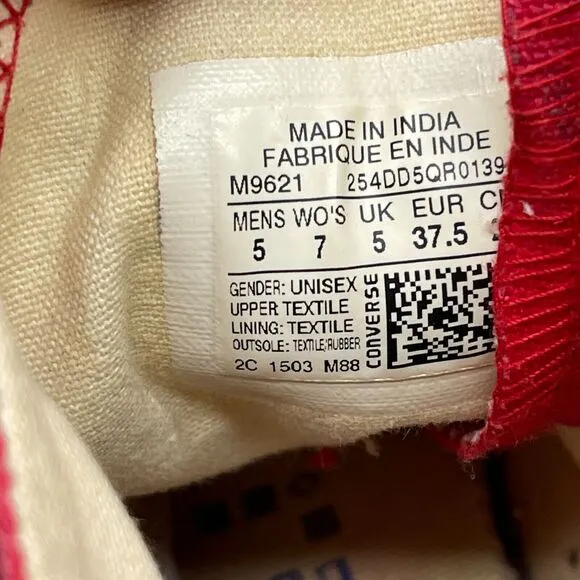 MADE IN INDIA
FABRIQUE EN INDE
M9621 254DD5QR0139
MENS WO'S UK EUR
5 7 5 37.5
GENDER: UNISEX
UPPER: TEXTILE
LINING: TEXTILE
OUTSOLE: TEXTILE/RUBBER
2C 1503 M88
CONVERSE